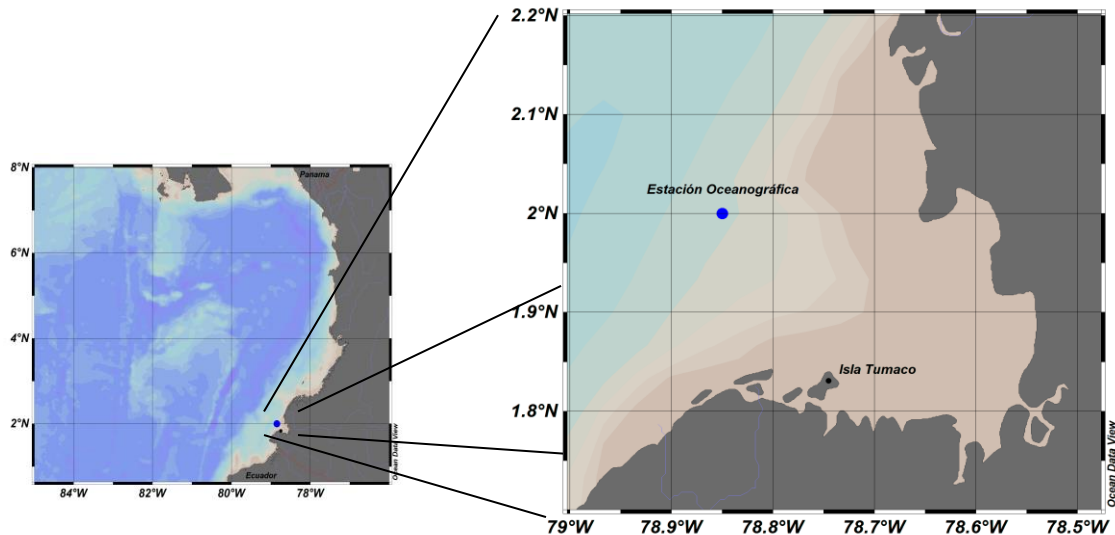 8°N
Panama
6°N
4°N
2°N
Ecuador
84°W 82°W 80°W 78°W
Ocean Data View
2.2°N
2.1°N
Estación Oceanográfica
2°N
1.9°N
Isla Tumaco
1.8°N
79°W 78.9°W 78.8°W 78.7°W 78.6°W 78.5°W
Ocean Data View